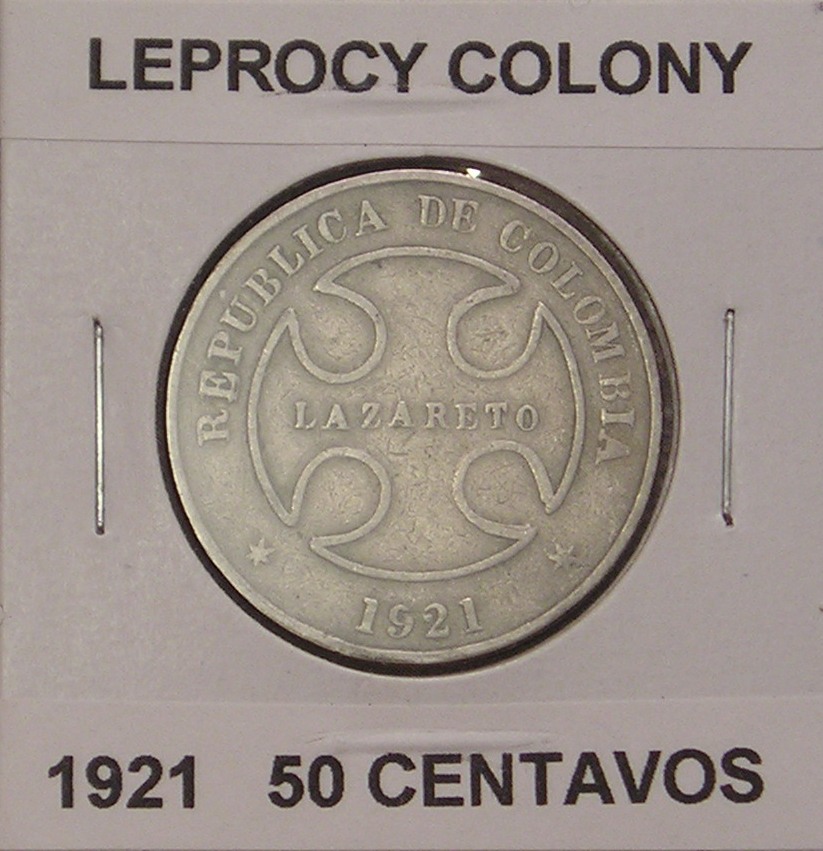 LEPROCY COLONY
REPÚBLICA DE COLOMBIA
LAZARETO
1921
1921 50 CENTAVOS